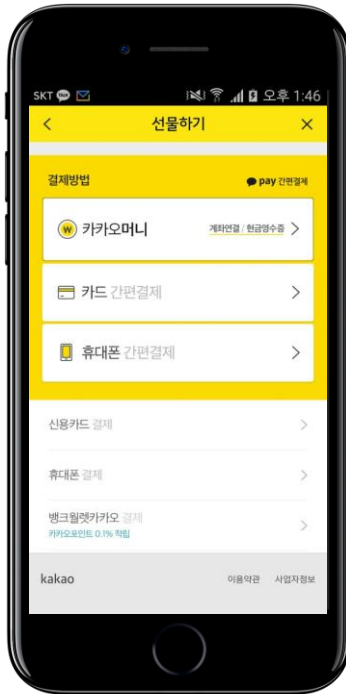 SKT 오후 1:46
선물하기
결제방법 pay 간편결제
카카오머니 계좌연결 / 현금영수증
카드 간편결제
휴대폰 간편결제
신용카드 결제
휴대폰 결제
뱅크월렛카카오 결제
카카오포인트 0.1% 적립
kakao 이용약관 사업자정보